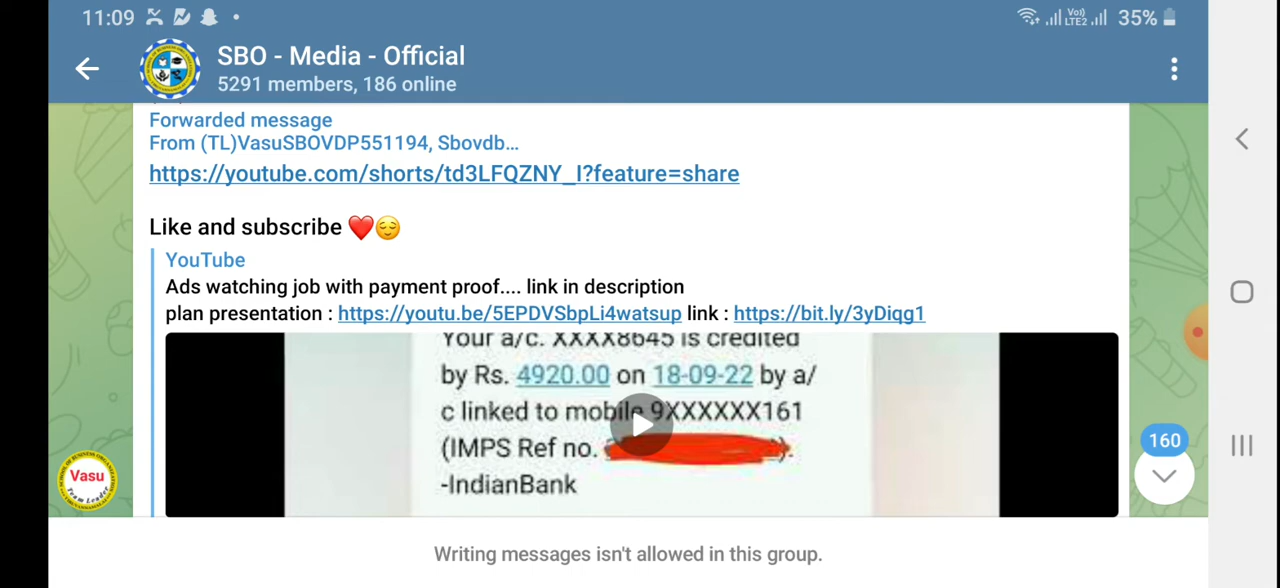 11:09 35%
Vo)) LTE2
SBO - Media - Official
5291 members, 186 online
Forwarded message
From (TL)VasuSBOVDP551194, Sbovdb...
https://youtube.com/shorts/td3LFQZNY_I?feature=share
Like and subscribe ❤️😌
YouTube
Ads watching job with payment proof.... link in description
plan presentation : https://youtu.be/5EPDVSbpLi4watsup link : https://bit.ly/3yDiqg1
Your a/c. XXXX8645 is credited
by Rs. 4920.00 on 18-09-22 by a/
c linked to mobile 9XXXXXX161
(IMPS Ref no. ).
-IndianBank
160
Vasu
Team Leader
Writing messages isn't allowed in this group.